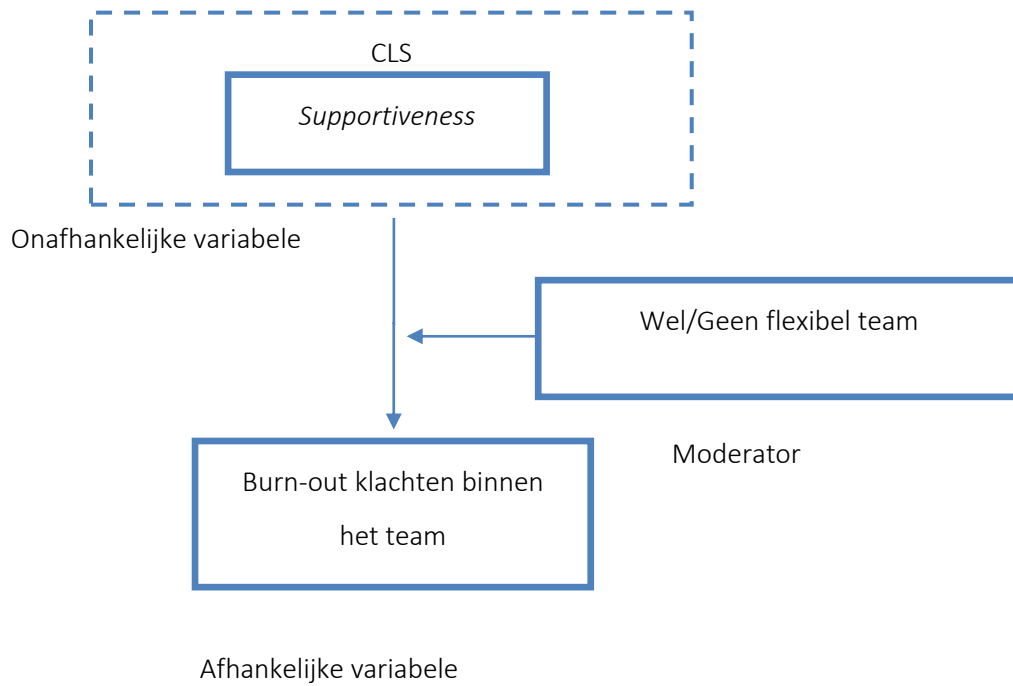 CLS
Supportiveness
Onafhankelijke variabele
Wel/Geen flexibel team
Moderator
Burn-out klachten binnen
het team
Afhankelijke variabele